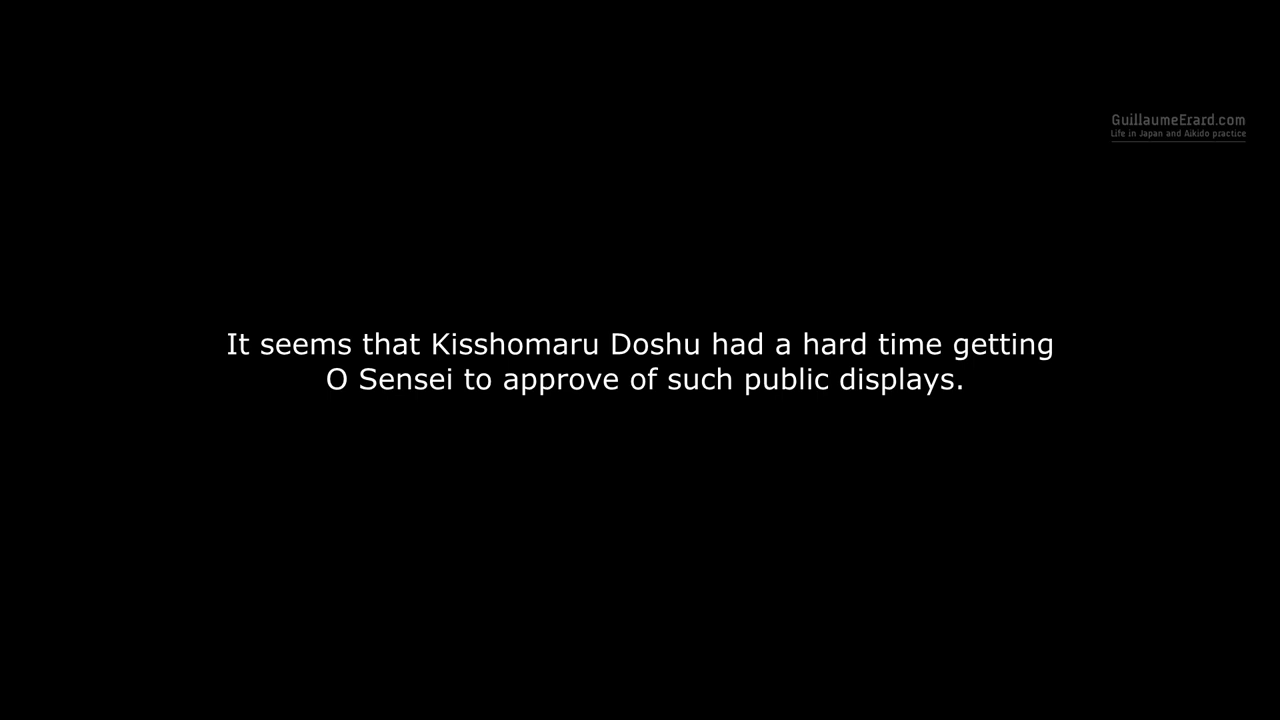 GuillaumeErard.com
Life in Japan and Aikido practice
It seems that Kisshomaru Doshu had a hard time getting
O Sensei to approve of such public displays.